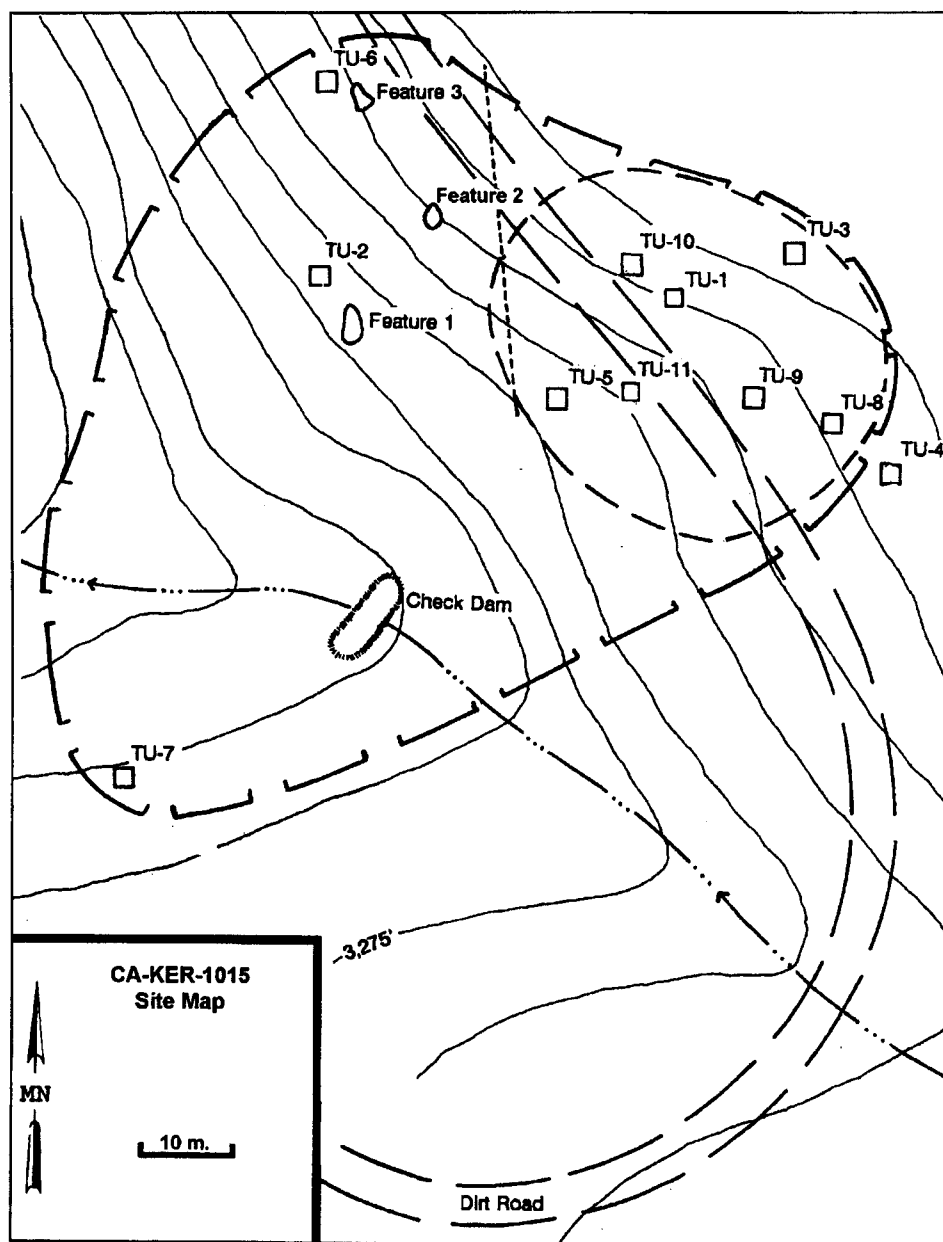 TU-6
Feature 3
Feature 2
TU-3
TU-10
TU-2
TU-1
Feature 1
TU-5
TU-11
TU-9
TU-8
TU-4
Check Dam
TU-7
3,275'
CA-KER-1015
Site Map
MN
10 m.
Dirt Road